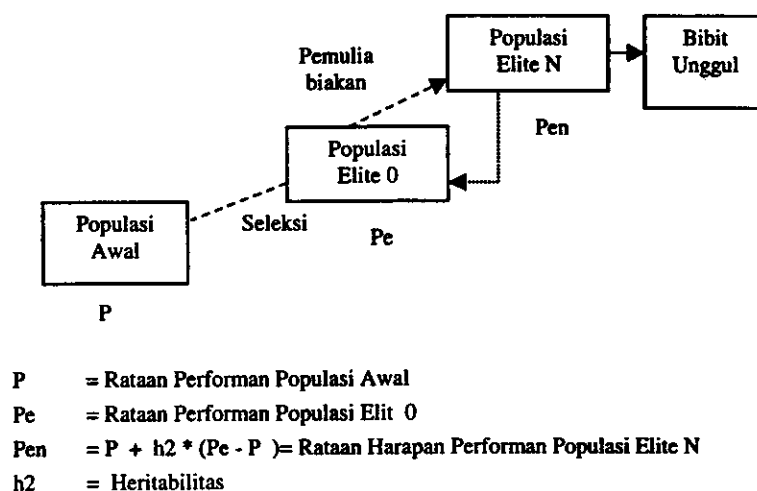 Populasi
Elite N
Bibit
Unggul
Pemulia
biakan
Pen
Populasi
Elite 0
Seleksi
Pe
Populasi
Awal
P
P = Rataan Performan Populasi Awal
Pe = Rataan Performan Populasi Elit 0
Pen = P + h2 * (Pe - P )= Rataan Harapan Performan Populasi Elite N
h2 = Heritabilitas